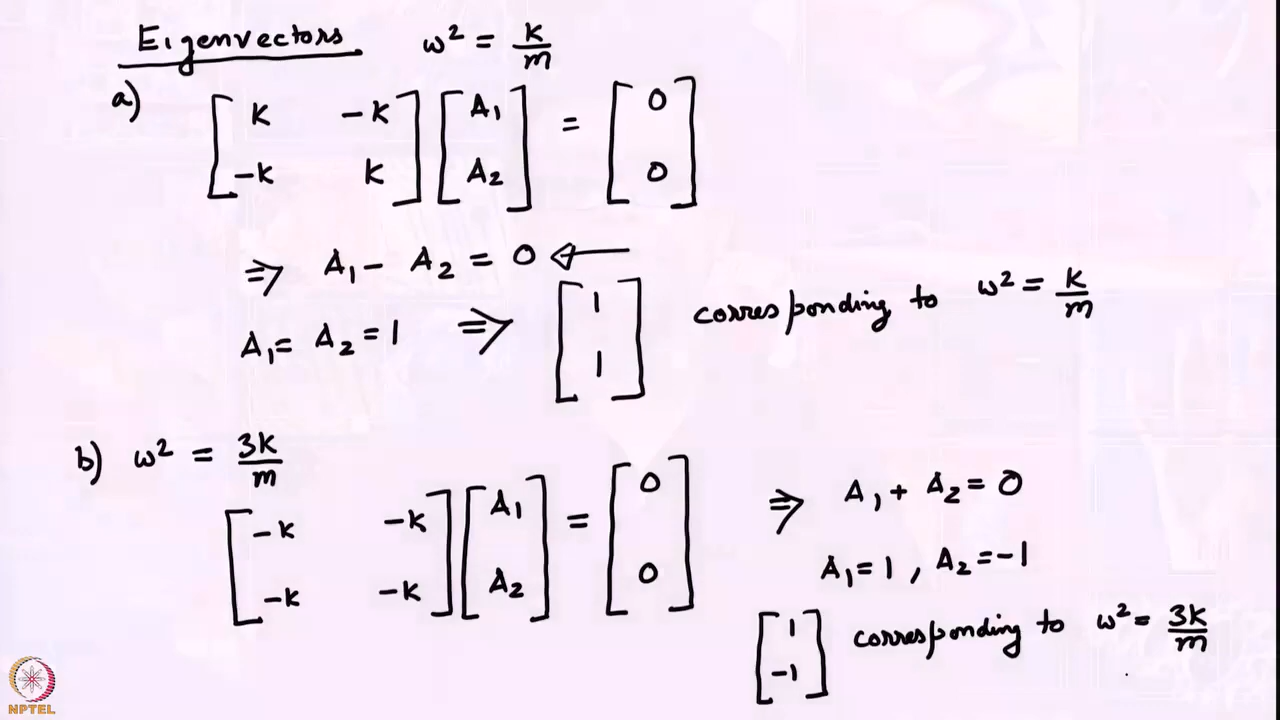 Eigenvectors ω² = k/m
a) [K -K; -K K] [A₁; A₂] = [0; 0]
⇒ A₁ - A₂ = 0 ←
A₁ = A₂ = 1 ⇒ [1; 1] corresponding to ω² = k/m
b) ω² = 3k/m
[-K -K; -K -K] [A₁; A₂] = [0; 0] ⇒ A₁ + A₂ = 0
A₁ = 1, A₂ = -1
[1; -1] corresponding to ω² = 3k/m
NPTEL